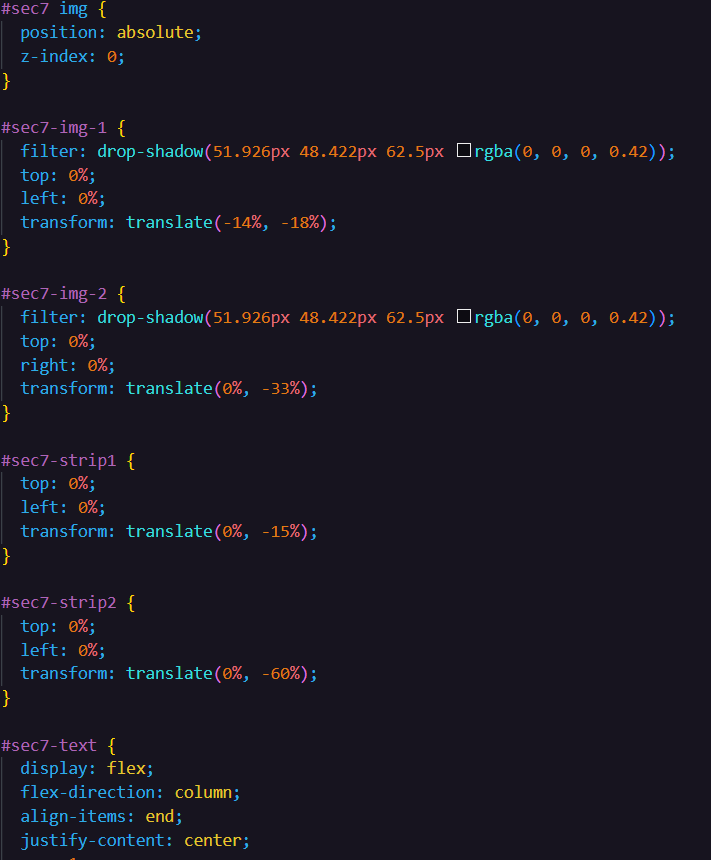 #sec7 img {
position: absolute;
z-index: 0;
}
#sec7-img-1 {
filter: drop-shadow(51.926px 48.422px 62.5px rgba(0, 0, 0, 0.42));
top: 0%;
left: 0%;
transform: translate(-14%, -18%);
}
#sec7-img-2 {
filter: drop-shadow(51.926px 48.422px 62.5px rgba(0, 0, 0, 0.42));
top: 0%;
right: 0%;
transform: translate(0%, -33%);
}
#sec7-strip1 {
top: 0%;
left: 0%;
transform: translate(0%, -15%);
}
#sec7-strip2 {
top: 0%;
left: 0%;
transform: translate(0%, -60%);
}
#sec7-text {
display: flex;
flex-direction: column;
align-items: end;
justify-content: center;